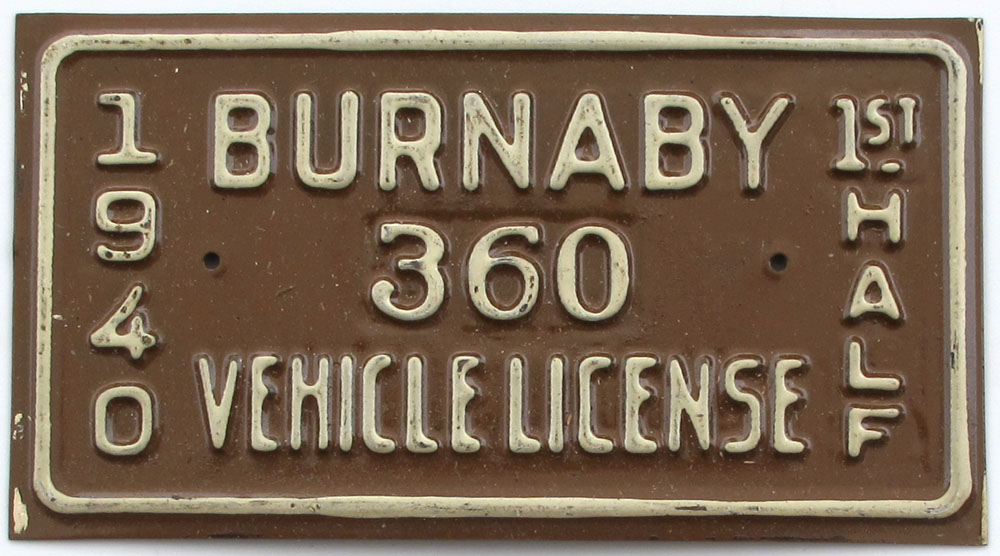 1940
BURNABY
360
VEHICLE LICENSE
1ST HALF